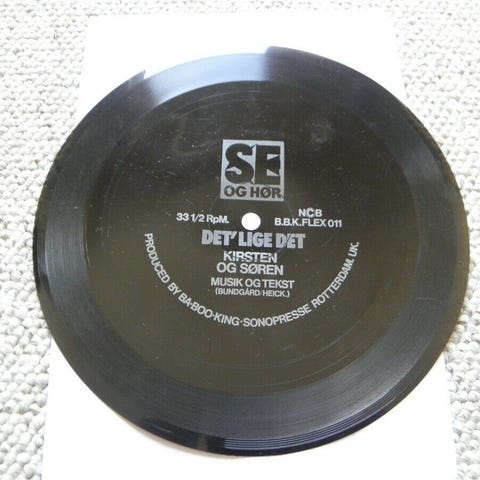 SE
OG HØR
33 1/2 RpM.
NCB
B.B.K.FLEX 011
DET' LIGE DET
KIRSTEN
OG SØREN
MUSIK OG TEKST
(BUNDGÅRD/HEICK.)
PRODUCED BY BA·BOO·KING·SONOPRESSE ROTTERDAM UK.